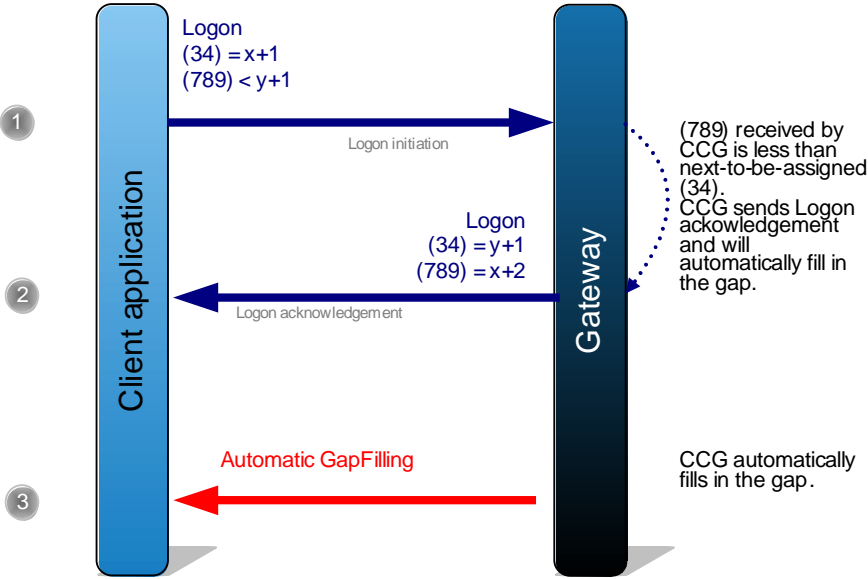 Logon
(34) = x+1
(789) < y+1
1
Logon initiation
(789) received by
CCG is less than
next-to-be-assigned
(34).
CCG sends Logon
ackowledgement
and will
automatically fill in
the gap.
Client application
Gateway
Logon
(34) = y+1
(789) = x+2
2
Logon acknowledgement
Automatic GapFilling
3
CCG automatically
fills in the gap.